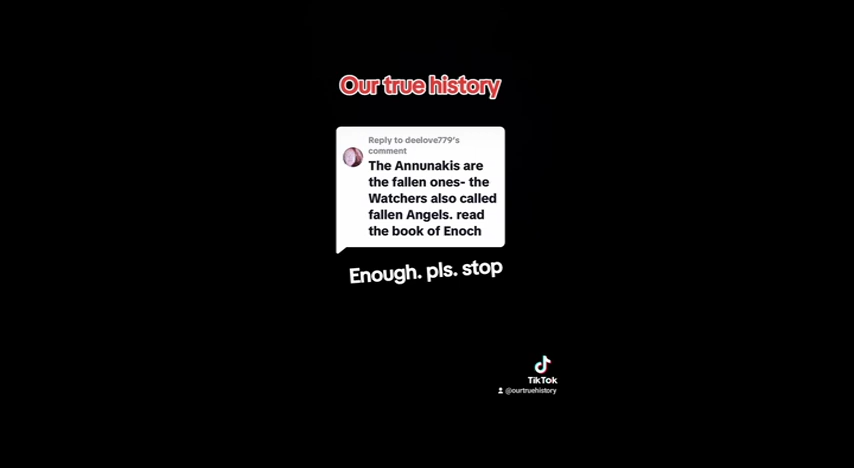 Our true history
Reply to deelove779's
comment
The Annunakis are
the fallen ones- the
Watchers also called
fallen Angels. read
the book of Enoch
Enough. pls. stop
TikTok
@ourtruehistory